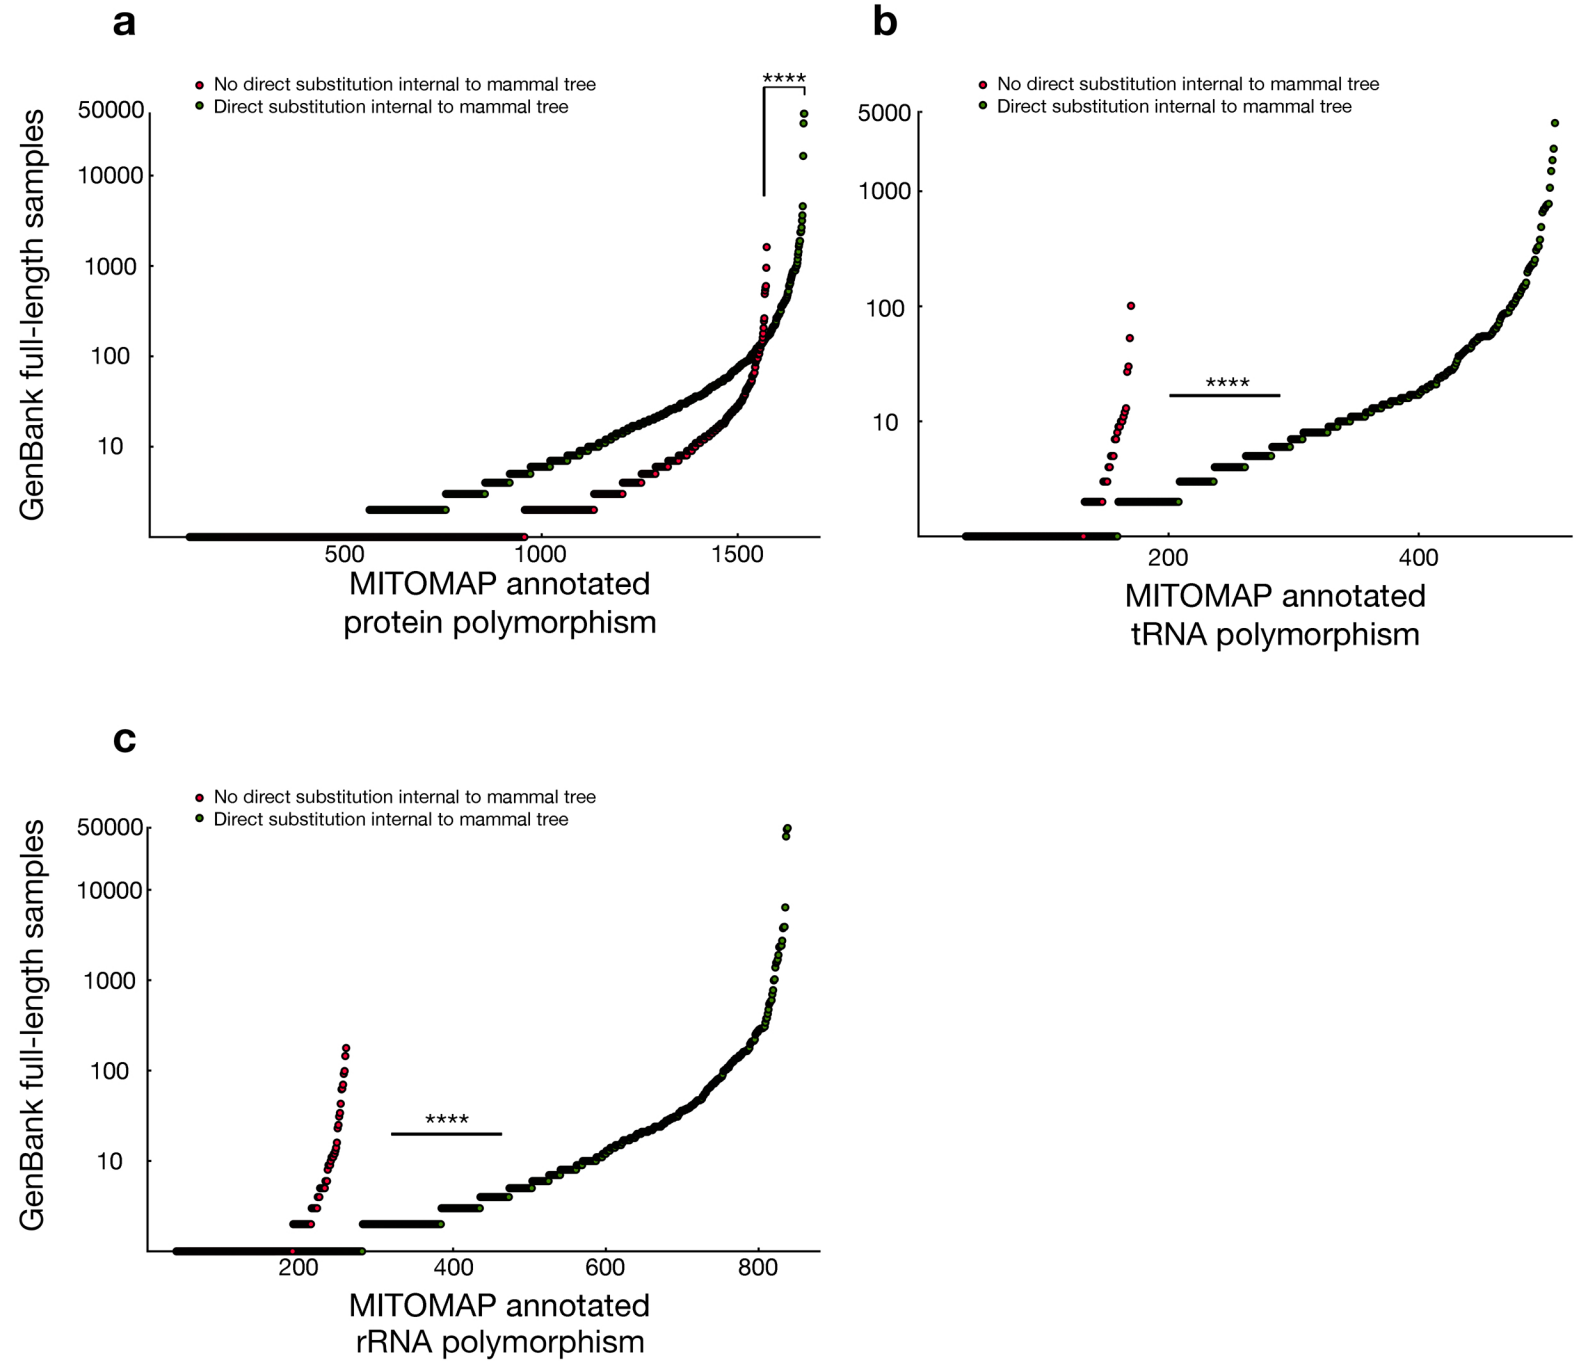 a
No direct substitution internal to mammal tree
Direct substitution internal to mammal tree
****
50000
10000
1000
100
10
500
1000
1500
GenBank full-length samples
MITOMAP annotated
protein polymorphism
b
No direct substitution internal to mammal tree
Direct substitution internal to mammal tree
5000
1000
100
10
****
200
400
MITOMAP annotated
tRNA polymorphism
c
No direct substitution internal to mammal tree
Direct substitution internal to mammal tree
50000
10000
1000
100
10
****
200
400
600
800
GenBank full-length samples
MITOMAP annotated
rRNA polymorphism